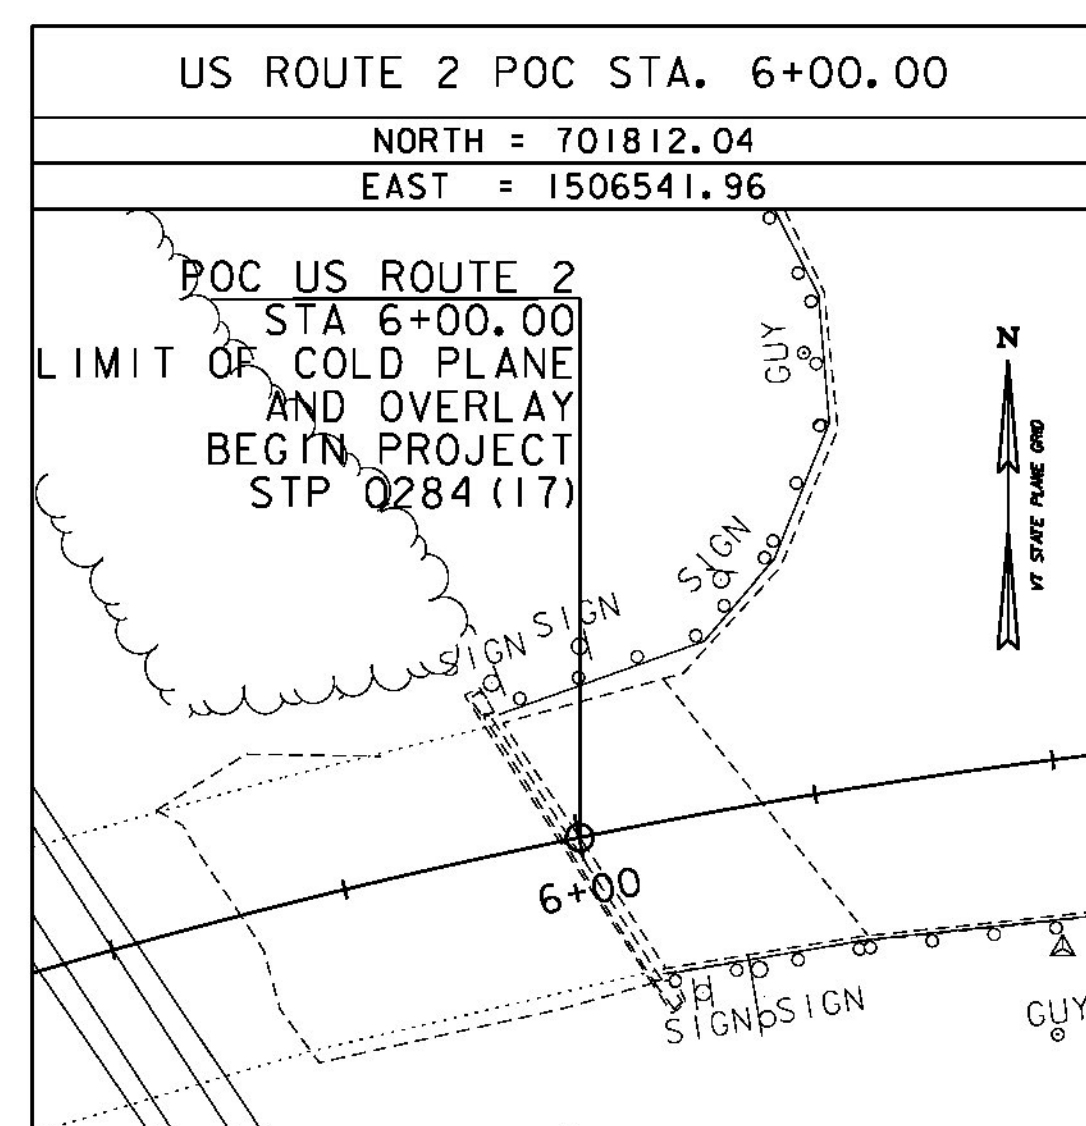 US ROUTE 2 POC STA. 6+00.00
NORTH = 701812.04
EAST = 1506541.96
POC US ROUTE 2
STA 6+00.00
LIMIT OF COLD PLANE
AND OVERLAY
BEGIN PROJECT
STP 0284(17)
GUY
N
VT STATE PLANE GRID
SIGN
SIGN
SIGN
6+00
SIGN
SIGN
GUY